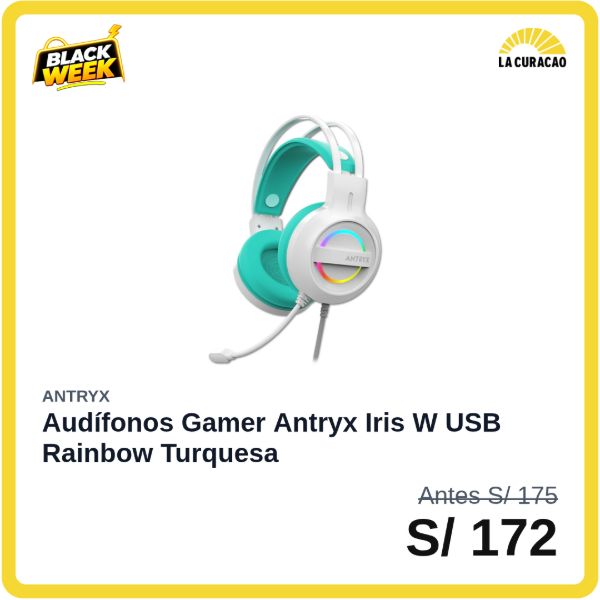 BLACK
WEEK
LA CURACAO
ANTRYX
ANTRYX
Audífonos Gamer Antryx Iris W USB
Rainbow Turquesa
Antes S/ 175
S/ 172